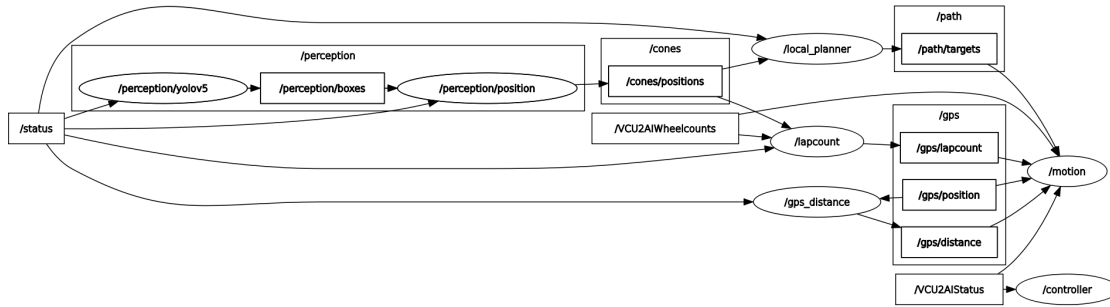 /path
/cones
/local_planner
/path/targets
/perception
/cones/positions
/perception/yolov5
/perception/boxes
/perception/position
/gps
/status
/VCU2AIWheelcounts
/lapcount
/gps/lapcount
/motion
/gps/position
/gps_distance
/gps/distance
/VCU2AIStatus
/controller